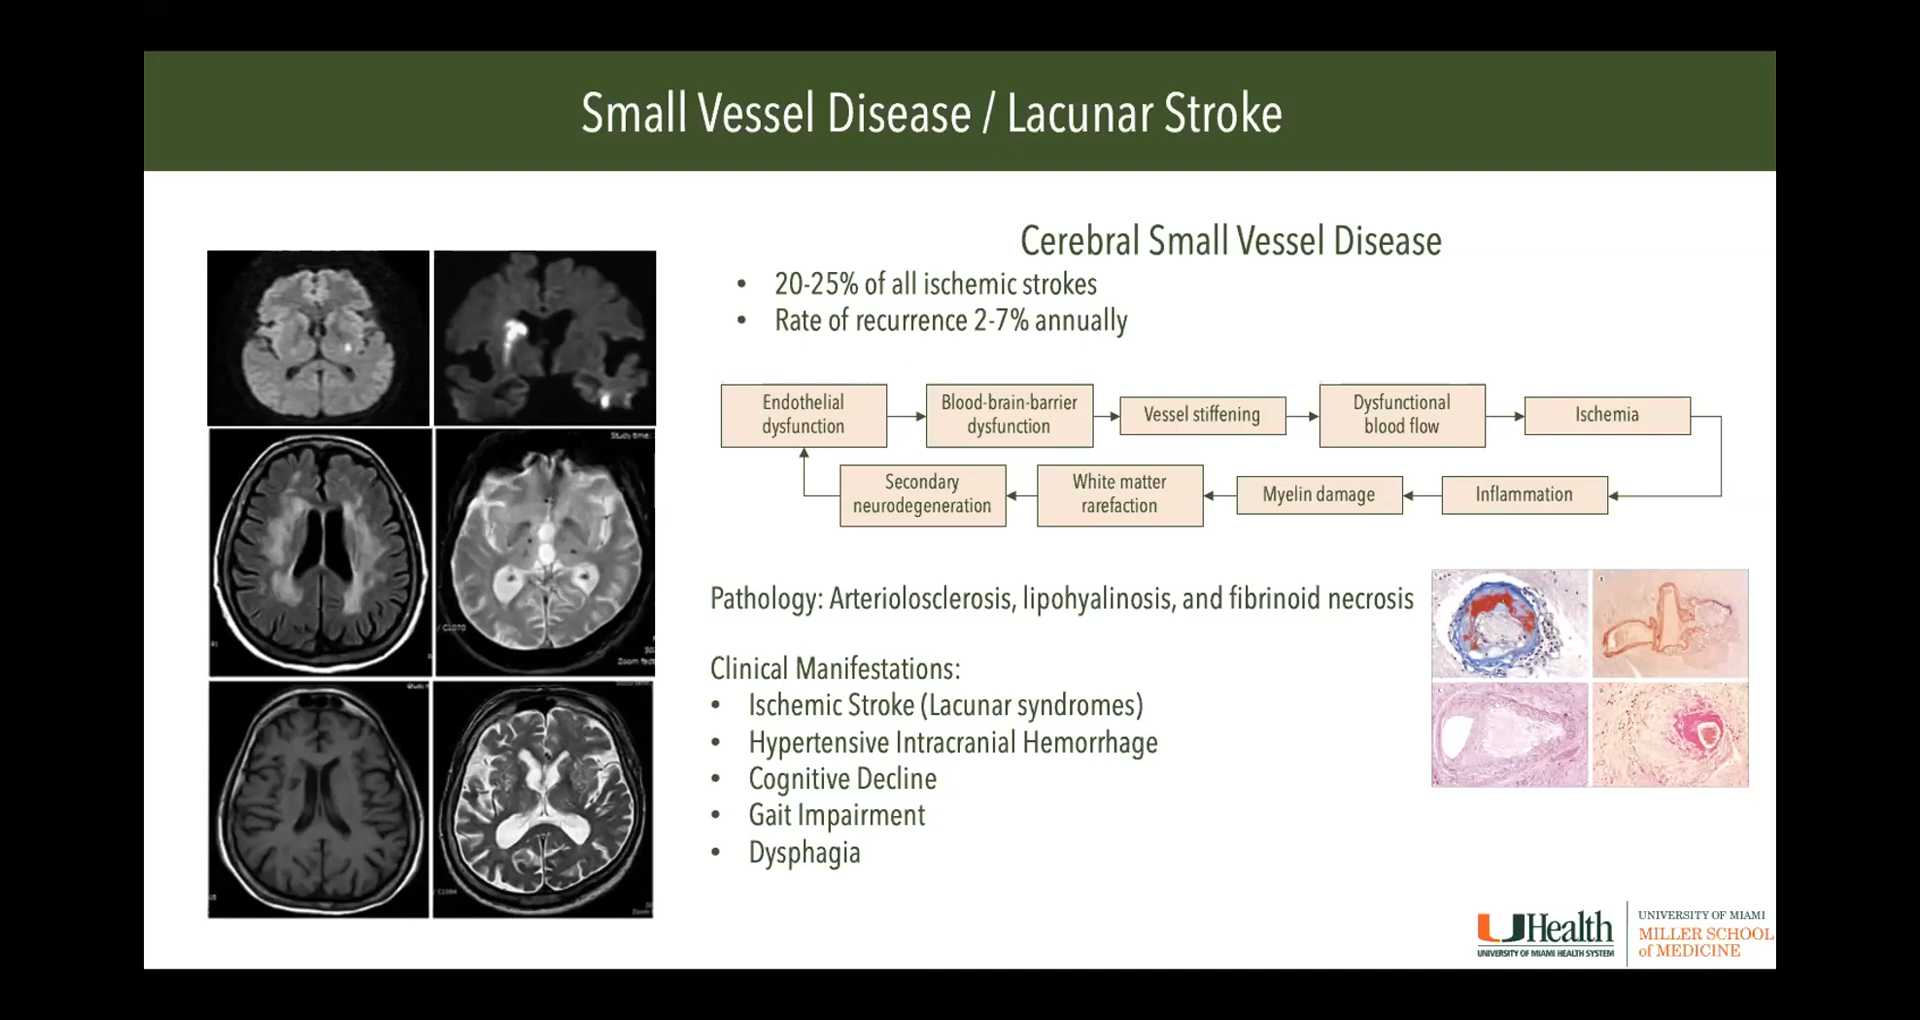 Small Vessel Disease / Lacunar Stroke
Cerebral Small Vessel Disease
• 20-25% of all ischemic strokes
• Rate of recurrence 2-7% annually
Endothelial
dysfunction
Blood-brain-barrier
dysfunction
Vessel stiffening
Dysfunctional
blood flow
Ischemia
Inflammation
Myelin damage
White matter
rarefaction
Secondary
neurodegeneration
Pathology: Arteriolosclerosis, lipohyalinosis, and fibrinoid necrosis
Clinical Manifestations:
• Ischemic Stroke (Lacunar syndromes)
• Hypertensive Intracranial Hemorrhage
• Cognitive Decline
• Gait Impairment
• Dysphagia
Study time:
UHealth
UNIVERSITY OF MIAMI HEALTH SYSTEM
UNIVERSITY OF MIAMI
MILLER SCHOOL
of MEDICINE